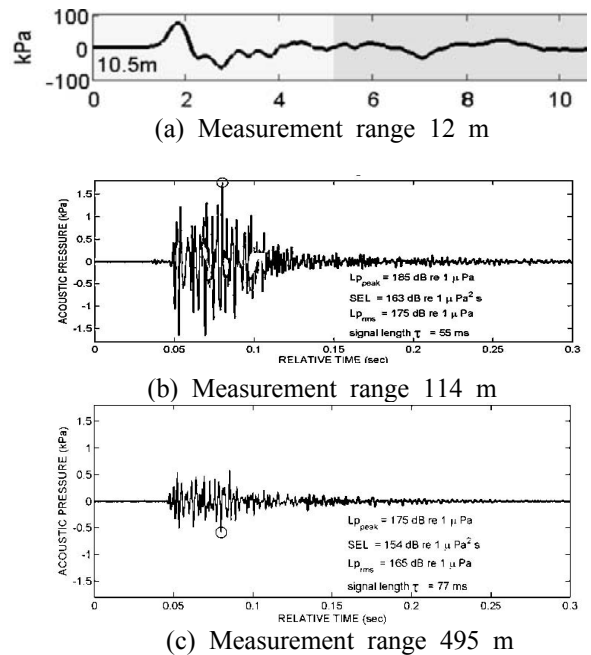 100
kPa
0
-100
10.5m
0 2 4 6 8 10
(a) Measurement range 12 m
ACOUSTIC PRESSURE (kPa)
1.5
1
0.5
0
-0.5
-1
-1.5
Lp_peak = 185 dB re 1 μ Pa
SEL = 163 dB re 1 μ Pa² s
Lp_rms = 175 dB re 1 μ Pa
signal length τ = 55 ms
0 0.05 0.1 0.15 0.2 0.25 0.3
RELATIVE TIME (sec)
(b) Measurement range 114 m
ACOUSTIC PRESSURE (kPa)
1.5
1
0.5
0
-0.5
-1
-1.5
Lp_peak = 175 dB re 1 μ Pa
SEL = 154 dB re 1 μ Pa² s
Lp_rms = 165 dB re 1 μ Pa
signal length τ = 77 ms
0 0.05 0.1 0.15 0.2 0.25 0.3
RELATIVE TIME (sec)
(c) Measurement range 495 m